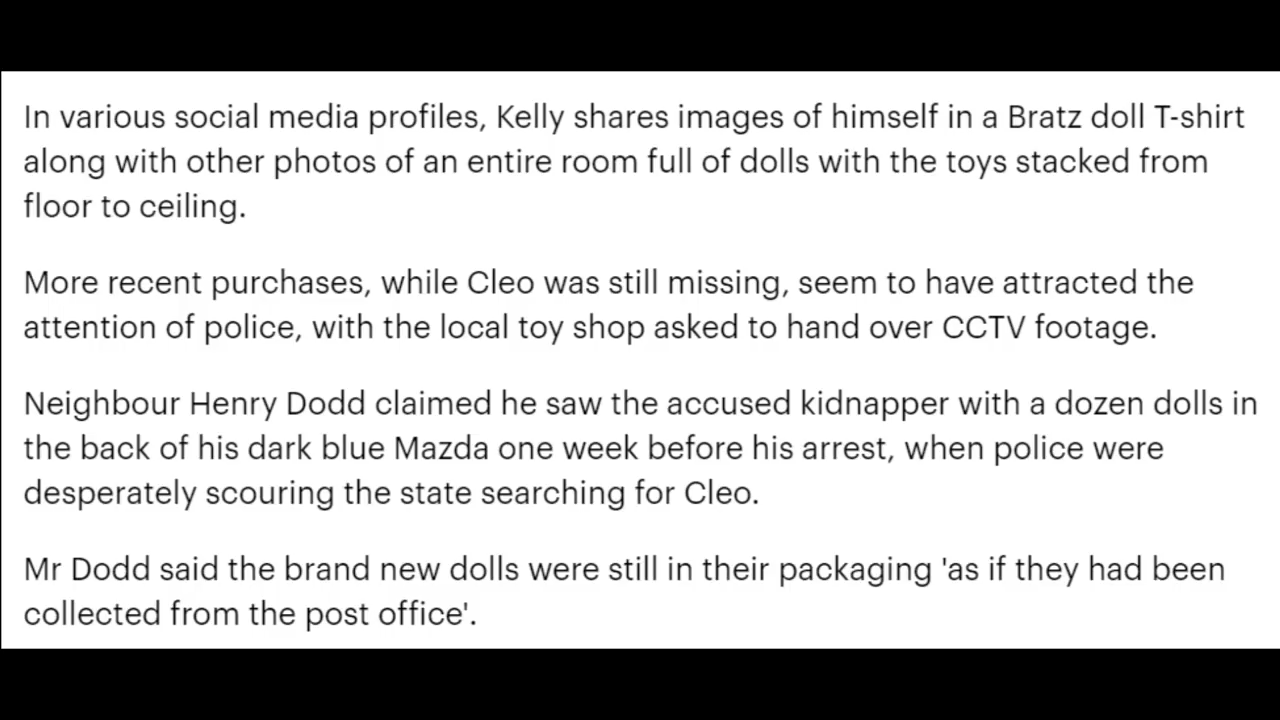 In various social media profiles, Kelly shares images of himself in a Bratz doll T-shirt
along with other photos of an entire room full of dolls with the toys stacked from
floor to ceiling.
More recent purchases, while Cleo was still missing, seem to have attracted the
attention of police, with the local toy shop asked to hand over CCTV footage.
Neighbour Henry Dodd claimed he saw the accused kidnapper with a dozen dolls in
the back of his dark blue Mazda one week before his arrest, when police were
desperately scouring the state searching for Cleo.
Mr Dodd said the brand new dolls were still in their packaging 'as if they had been
collected from the post office'.